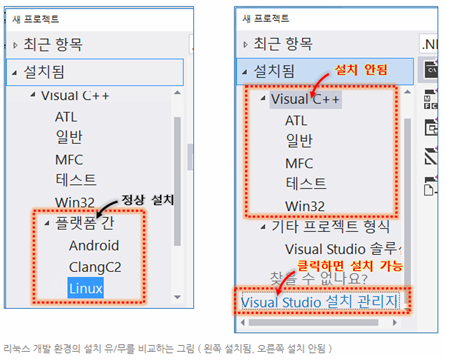 새 프로젝트
최근 항목
설치됨
Visual C++
ATL
일반
MFC
테스트
Win32
정상 설치
플랫폼 간
Android
ClangC2
Linux
새 프로젝트
최근 항목
.NI
설치됨
설치 안됨
Visual C++
ATL
일반
MFC
테스트
Win32
기타 프로젝트 형식
Visual Studio 솔루션
클릭하면 설치 가능
찾을 수 없나요?
Visual Studio 설치 관리자
리눅스 개발 환경의 설치 유/무를 비교하는 그림 ( 왼쪽 설치됨, 오른쪽 설치 안됨 )